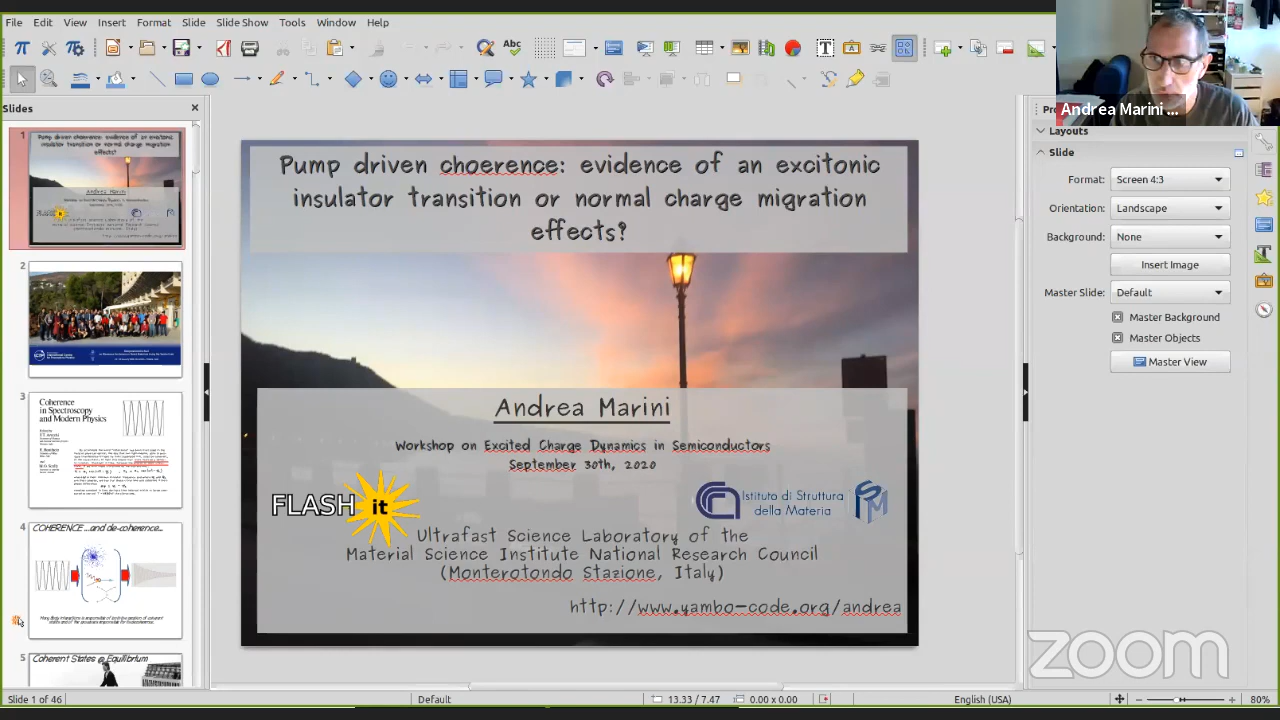 File Edit View Insert Format Slide Slide Show Tools Window Help
Abc
Andrea Marini ...
Slides
Layouts
Slide
Format: Screen 4:3
Orientation: Landscape
Background: None
Insert Image
Master Slide: Default
Master Background
Master Objects
Master View
1
2
3
Coherence
in Spectroscopy
and Modern Physics
4
COHERENCE ...and de-coherence...
5
Coherent States @ Equilibrium
Pump driven choerence: evidence of an excitonic
insulator transition or normal charge migration
effects?
Andrea Marini
Workshop on Excited Charge Dynamics in Semiconductors
September 30th, 2020
FLASH it
Istituto di Struttura
della Materia
Ultrafast Science Laboratory of the
Material Science Institute National Research Council
(Monterotondo Stazione, Italy)
http://www.yambo-code.org/andrea
zoom
Slide 1 of 46
Default
13.33 / 7.47
0.00 x 0.00
English (USA)
80%